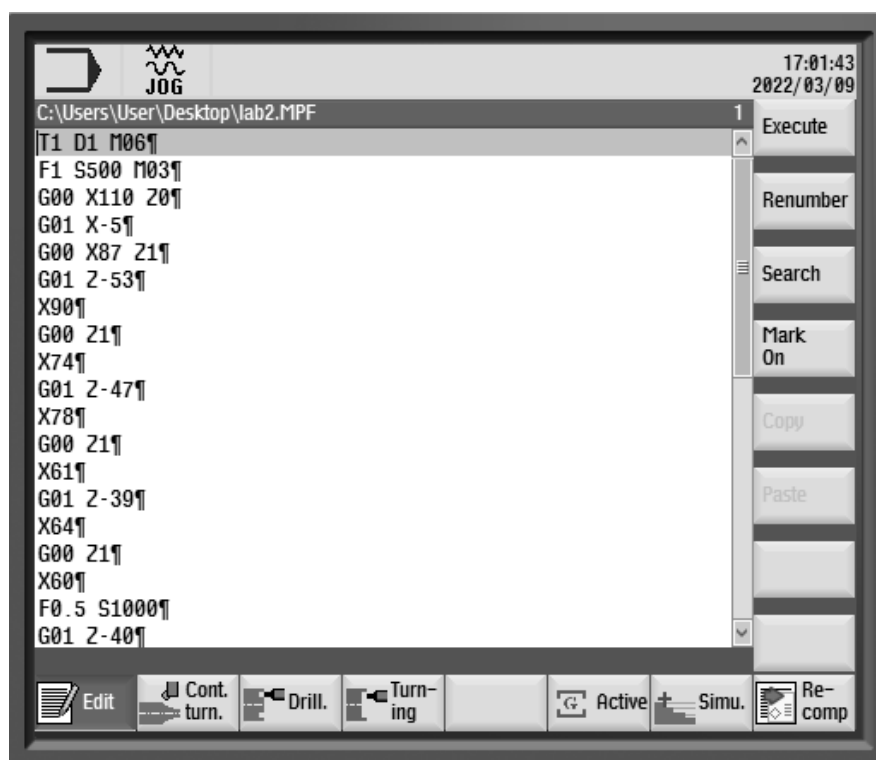 JOG
17:01:43
2022/03/09
C:\Users\User\Desktop\lab2.MPF 1
T1 D1 M06¶
F1 S500 M03¶
G00 X110 Z0¶
G01 X-5¶
G00 X87 Z1¶
G01 Z-53¶
X90¶
G00 Z1¶
X74¶
G01 Z-47¶
X78¶
G00 Z1¶
X61¶
G01 Z-39¶
X64¶
G00 Z1¶
X60¶
F0.5 S1000¶
G01 Z-40¶
Execute
Renumber
Search
Mark
On
Copy
Paste
Edit
Cont.
turn.
Drill.
Turn-
ing
G Active
Simu.
Re-
comp